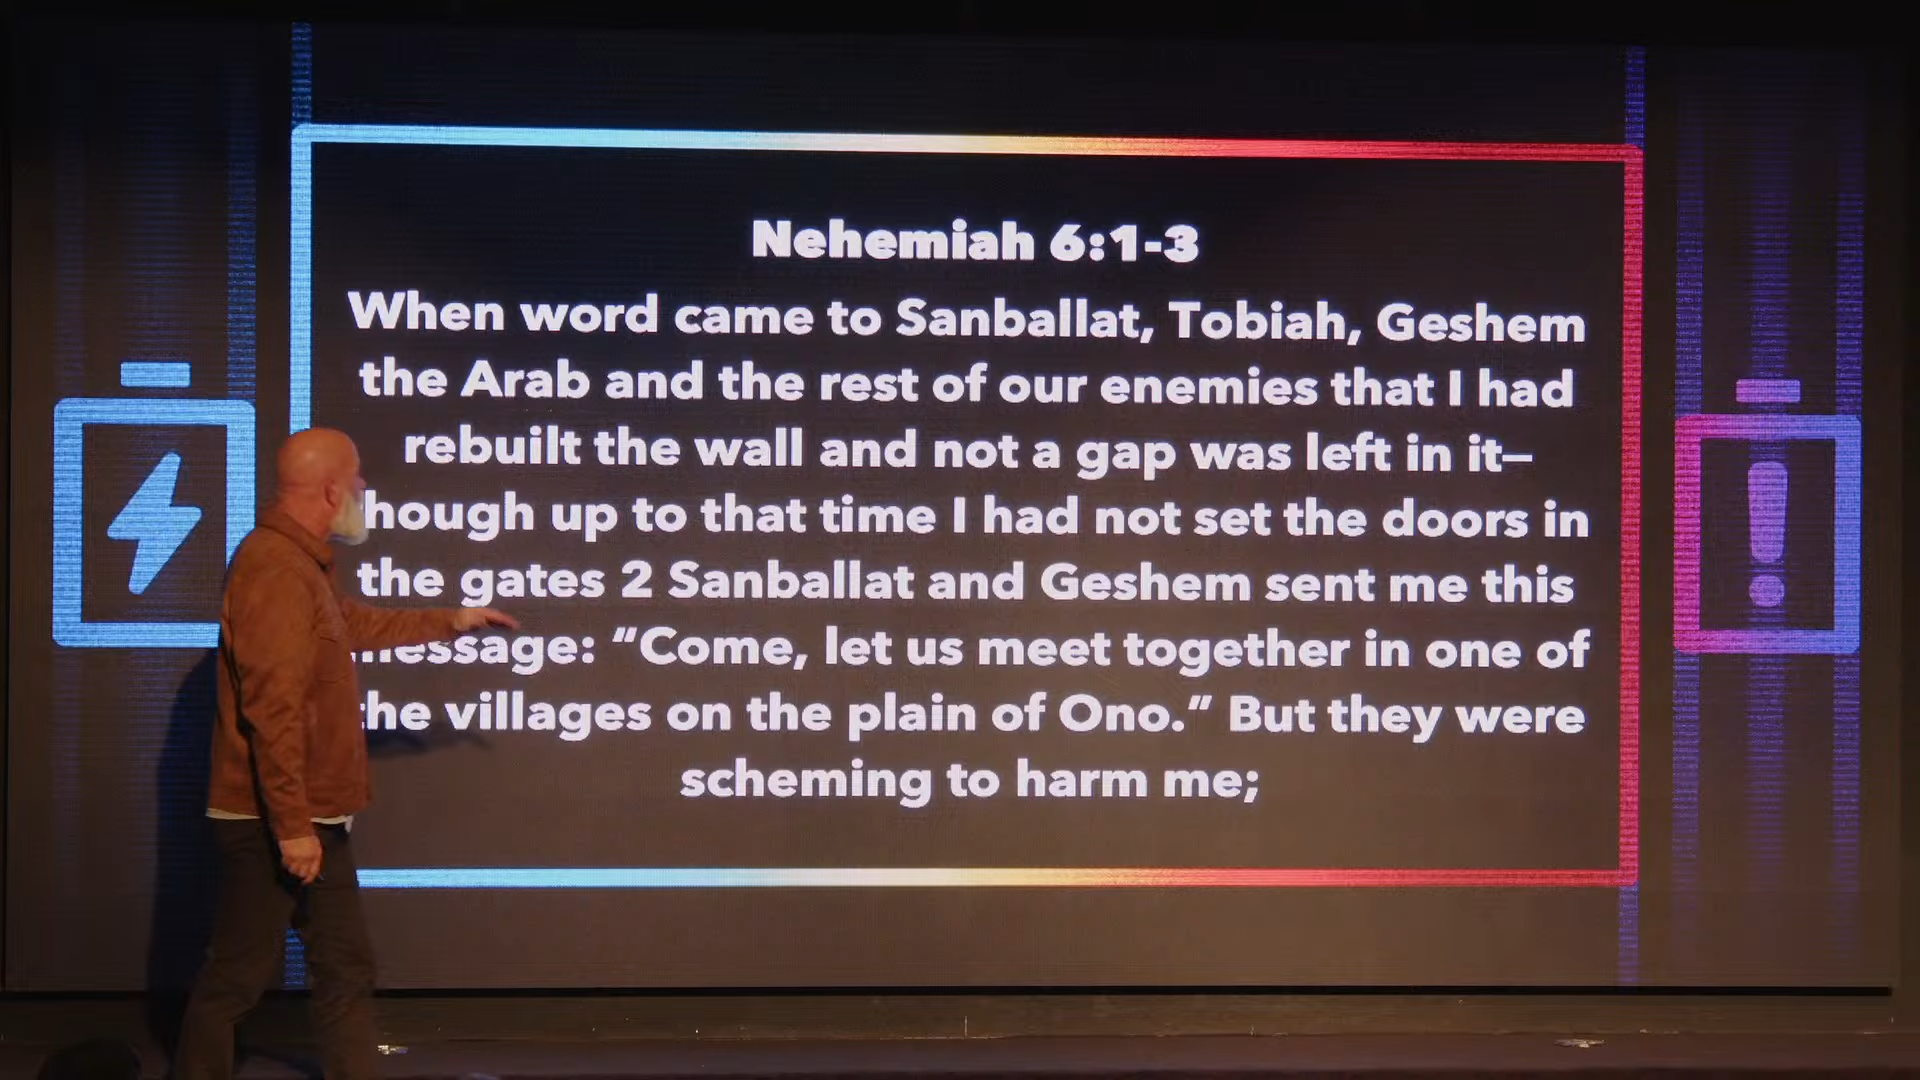 Nehemiah 6:1-3
When word came to Sanballat, Tobiah, Geshem
the Arab and the rest of our enemies that I had
rebuilt the wall and not a gap was left in it—
hough up to that time I had not set the doors in
the gates 2 Sanballat and Geshem sent me this
message: “Come, let us meet together in one of
the villages on the plain of Ono.” But they were
scheming to harm me;